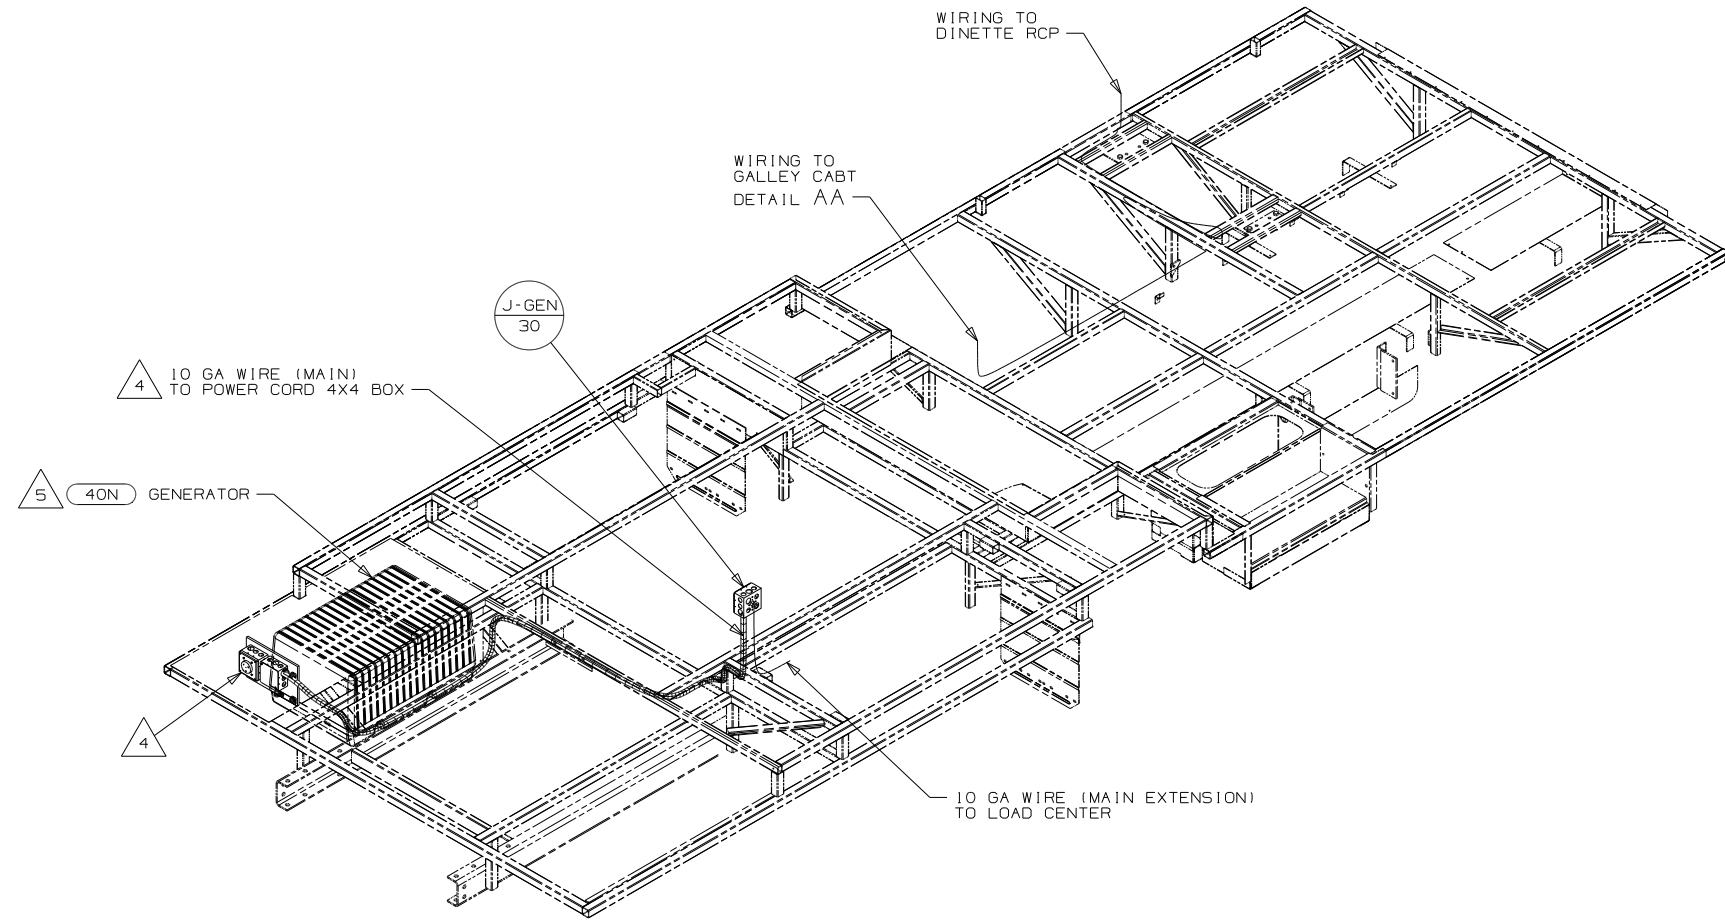 WIRING TO
DINETTE RCP
WIRING TO
GALLEY CABT
DETAIL AA
J-GEN
30
4
10 GA WIRE (MAIN)
TO POWER CORD 4X4 BOX
5 40N GENERATOR
4
10 GA WIRE (MAIN EXTENSION)
TO LOAD CENTER